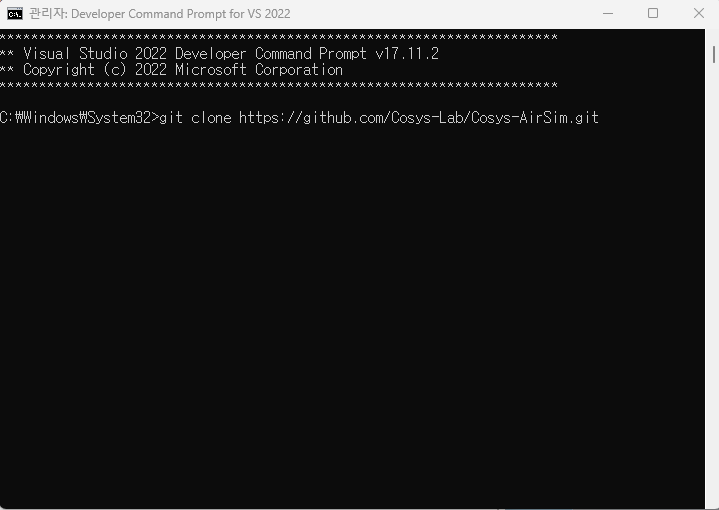 관리자: Developer Command Prompt for VS 2022
**********************************************************************
** Visual Studio 2022 Developer Command Prompt v17.11.2
** Copyright (c) 2022 Microsoft Corporation
**********************************************************************
C:₩Windows₩System32>git clone https://github.com/Cosys-Lab/Cosys-AirSim.git